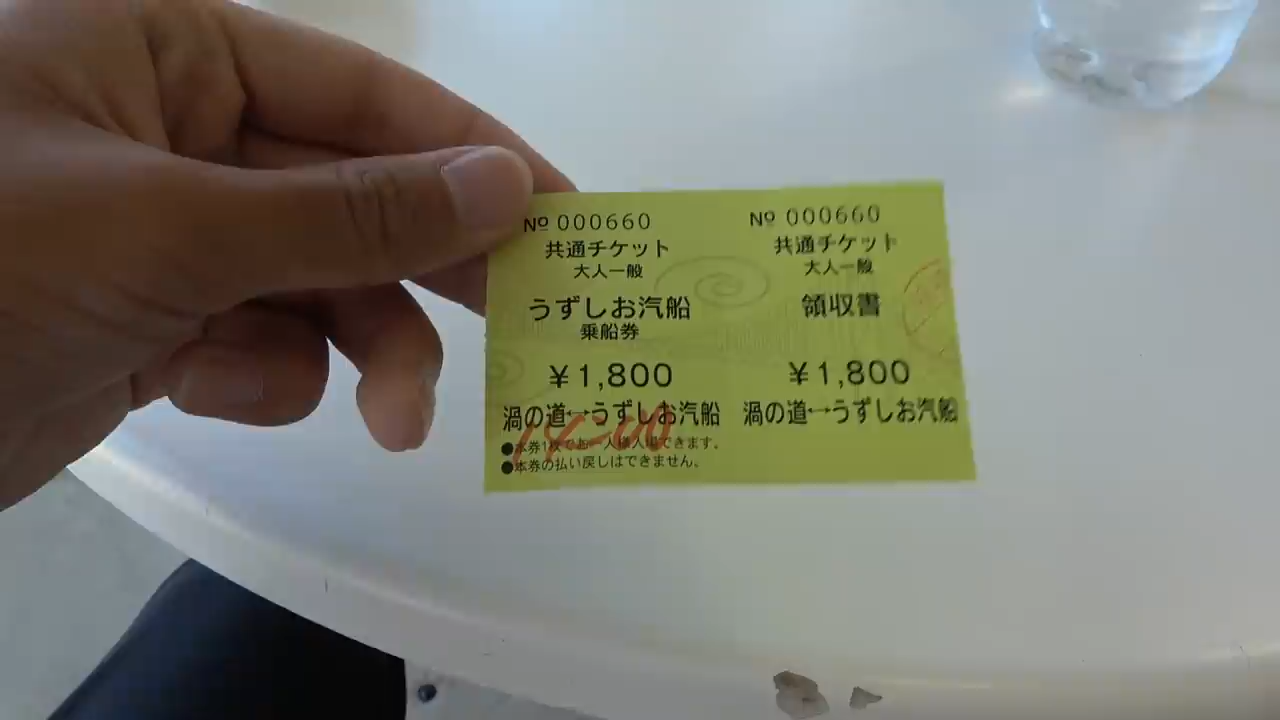 № 000660
共通チケット
大人一般
うずしお汽船
乗船券
¥1,800
渦の道↔うずしお汽船
●本券1枚でお一人様入場できます。
●本券の払い戻しはできません。
№ 000660
共通チケット
大人一般
領収書
¥1,800
渦の道↔うずしお汽船